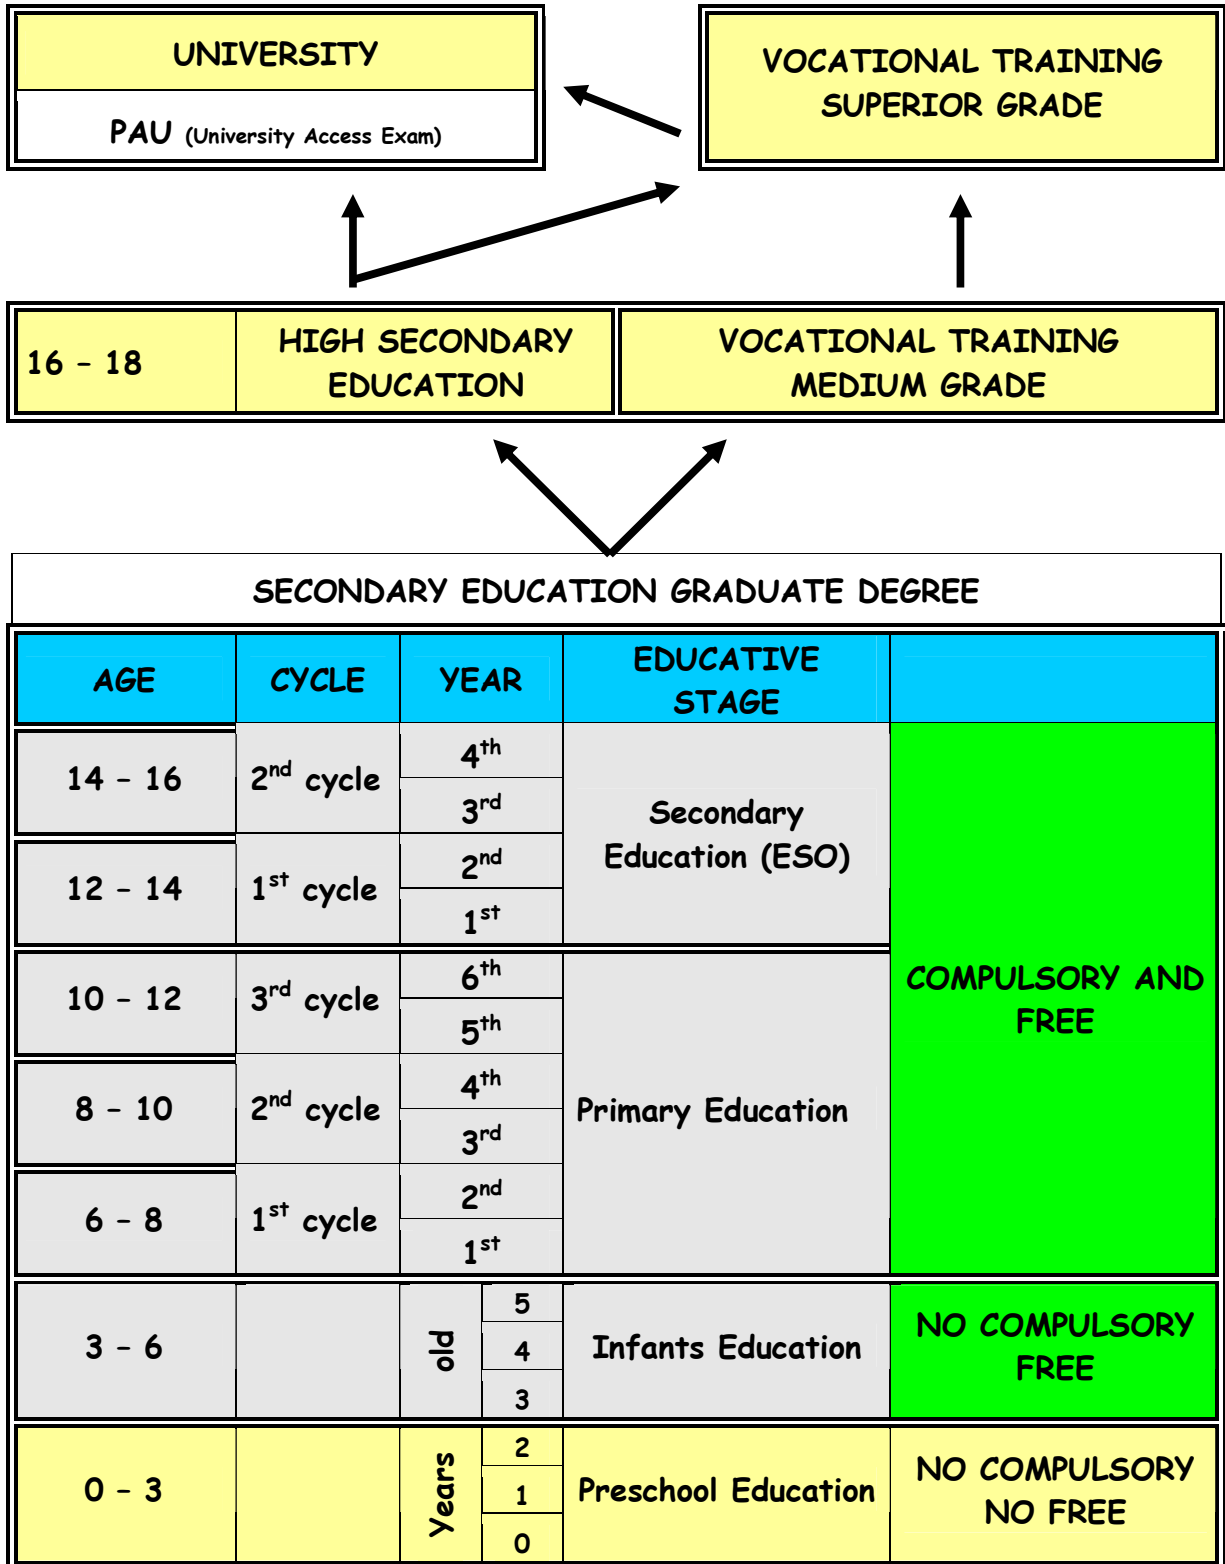 UNIVERSITY
PAU (University Access Exam)
VOCATIONAL TRAINING
SUPERIOR GRADE
16 – 18
HIGH SECONDARY
EDUCATION
VOCATIONAL TRAINING
MEDIUM GRADE
SECONDARY EDUCATION GRADUATE DEGREE
AGE
CYCLE
YEAR
EDUCATIVE
STAGE
14 – 16
2nd cycle
4th
3rd
Secondary
Education (ESO)
12 – 14
1st cycle
2nd
1st
COMPULSORY AND
FREE
10 – 12
3rd cycle
6th
5th
Primary Education
8 – 10
2nd cycle
4th
3rd
6 – 8
1st cycle
2nd
1st
3 – 6
old
5
4
3
Infants Education
NO COMPULSORY
FREE
0 – 3
Years
2
1
0
Preschool Education
NO COMPULSORY
NO FREE